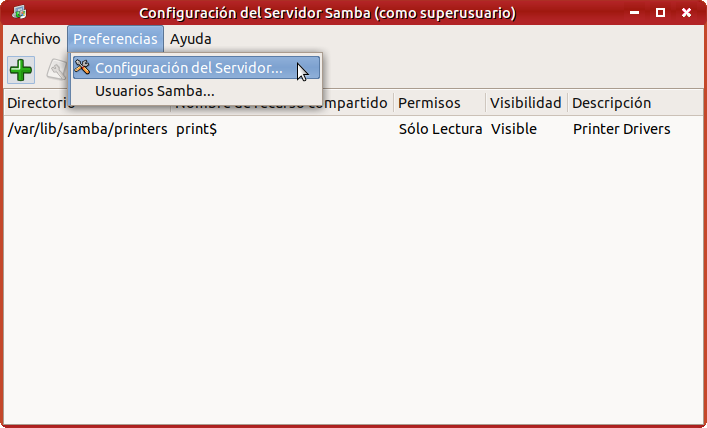 Configuración del Servidor Samba (como superusuario)
Archivo Preferencias Ayuda
Configuración del Servidor...
Usuarios Samba...
Directorio Nombre de recurso compartido Permisos Visibilidad Descripción
/var/lib/samba/printers print$ Sólo Lectura Visible Printer Drivers